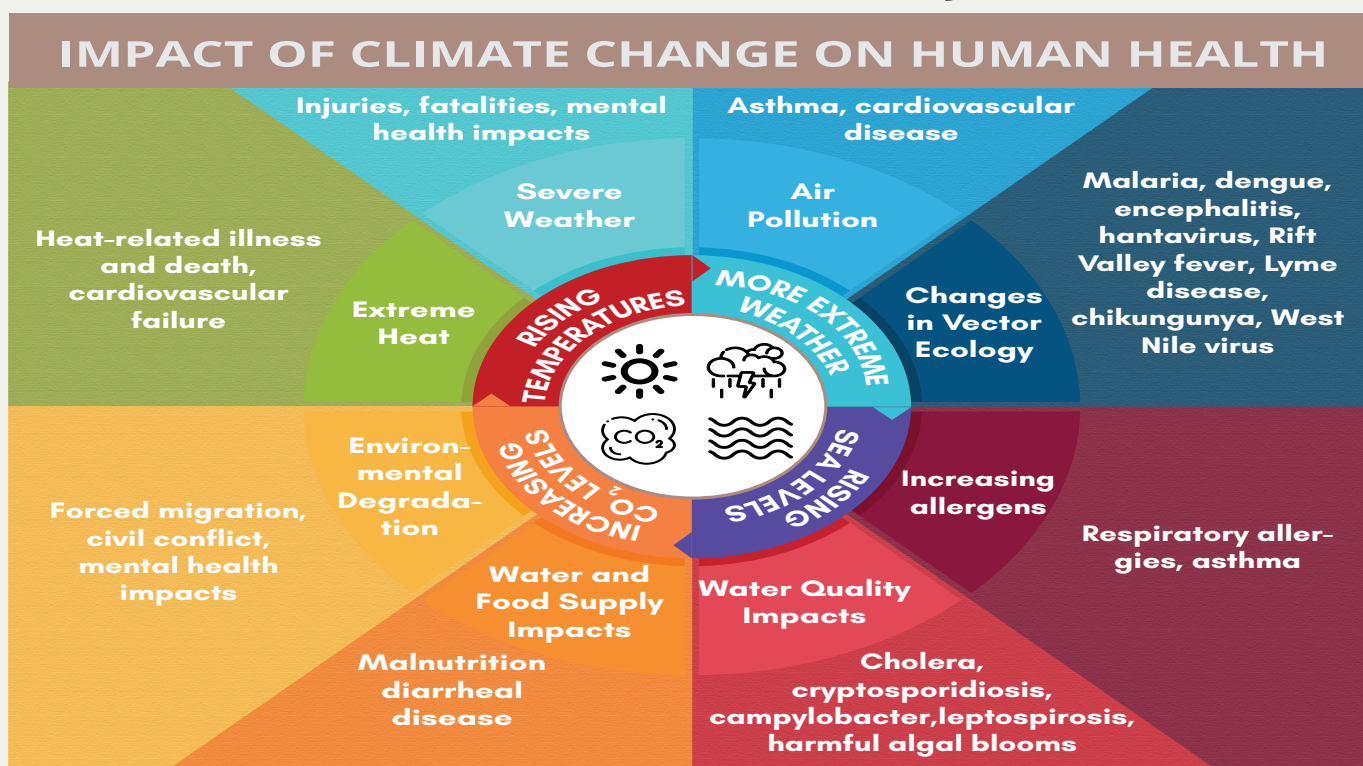 IMPACT OF CLIMATE CHANGE ON HUMAN HEALTH
Injuries, fatalities, mental
health impacts
Asthma, cardiovascular
disease
Severe
Weather
Air
Pollution
Malaria, dengue,
encephalitis,
hantavirus, Rift
Valley fever, Lyme
disease,
chikungunya, West
Nile virus
Heat-related illness
and death,
cardiovascular
failure
Extreme
Heat
RISING
TEMPERATURES
MORE EXTREME
WEATHER
Changes
in Vector
Ecology
CO₂
Environ-
mental
Degrada-
tion
INCREASING
CO₂ LEVELS
RISING
SEA LEVELS
Increasing
allergens
Forced migration,
civil conflict,
mental health
impacts
Respiratory aller-
gies, asthma
Water and
Food Supply
Impacts
Water Quality
Impacts
Malnutrition
diarrheal
disease
Cholera,
cryptosporidiosis,
campylobacter,leptospirosis,
harmful algal blooms